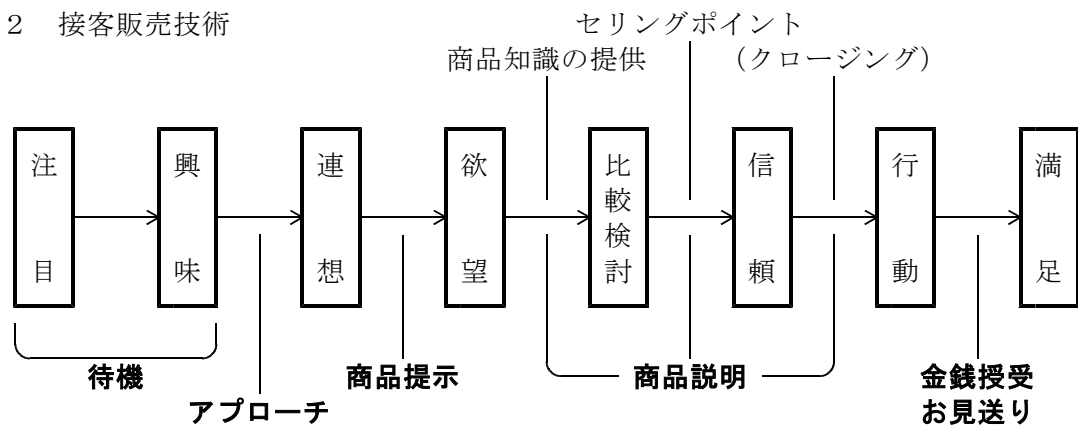 ２　接客販売技術
セリングポイント
商品知識の提供
（クロージング）
注目
興味
連想
欲望
比較検討
信頼
行動
満足
待機
商品提示
商品説明
金銭授受
アプローチ
お見送り